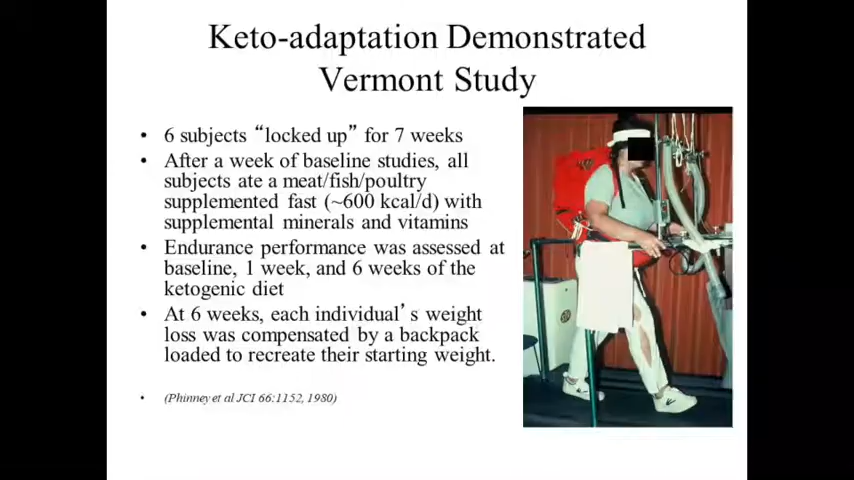 Keto-adaptation Demonstrated
Vermont Study
• 6 subjects “locked up” for 7 weeks
• After a week of baseline studies, all
subjects ate a meat/fish/poultry
supplemented fast (~600 kcal/d) with
supplemental minerals and vitamins
• Endurance performance was assessed at
baseline, 1 week, and 6 weeks of the
ketogenic diet
• At 6 weeks, each individual’s weight
loss was compensated by a backpack
loaded to recreate their starting weight.
• (Phinney et al JCI 66:1152, 1980)